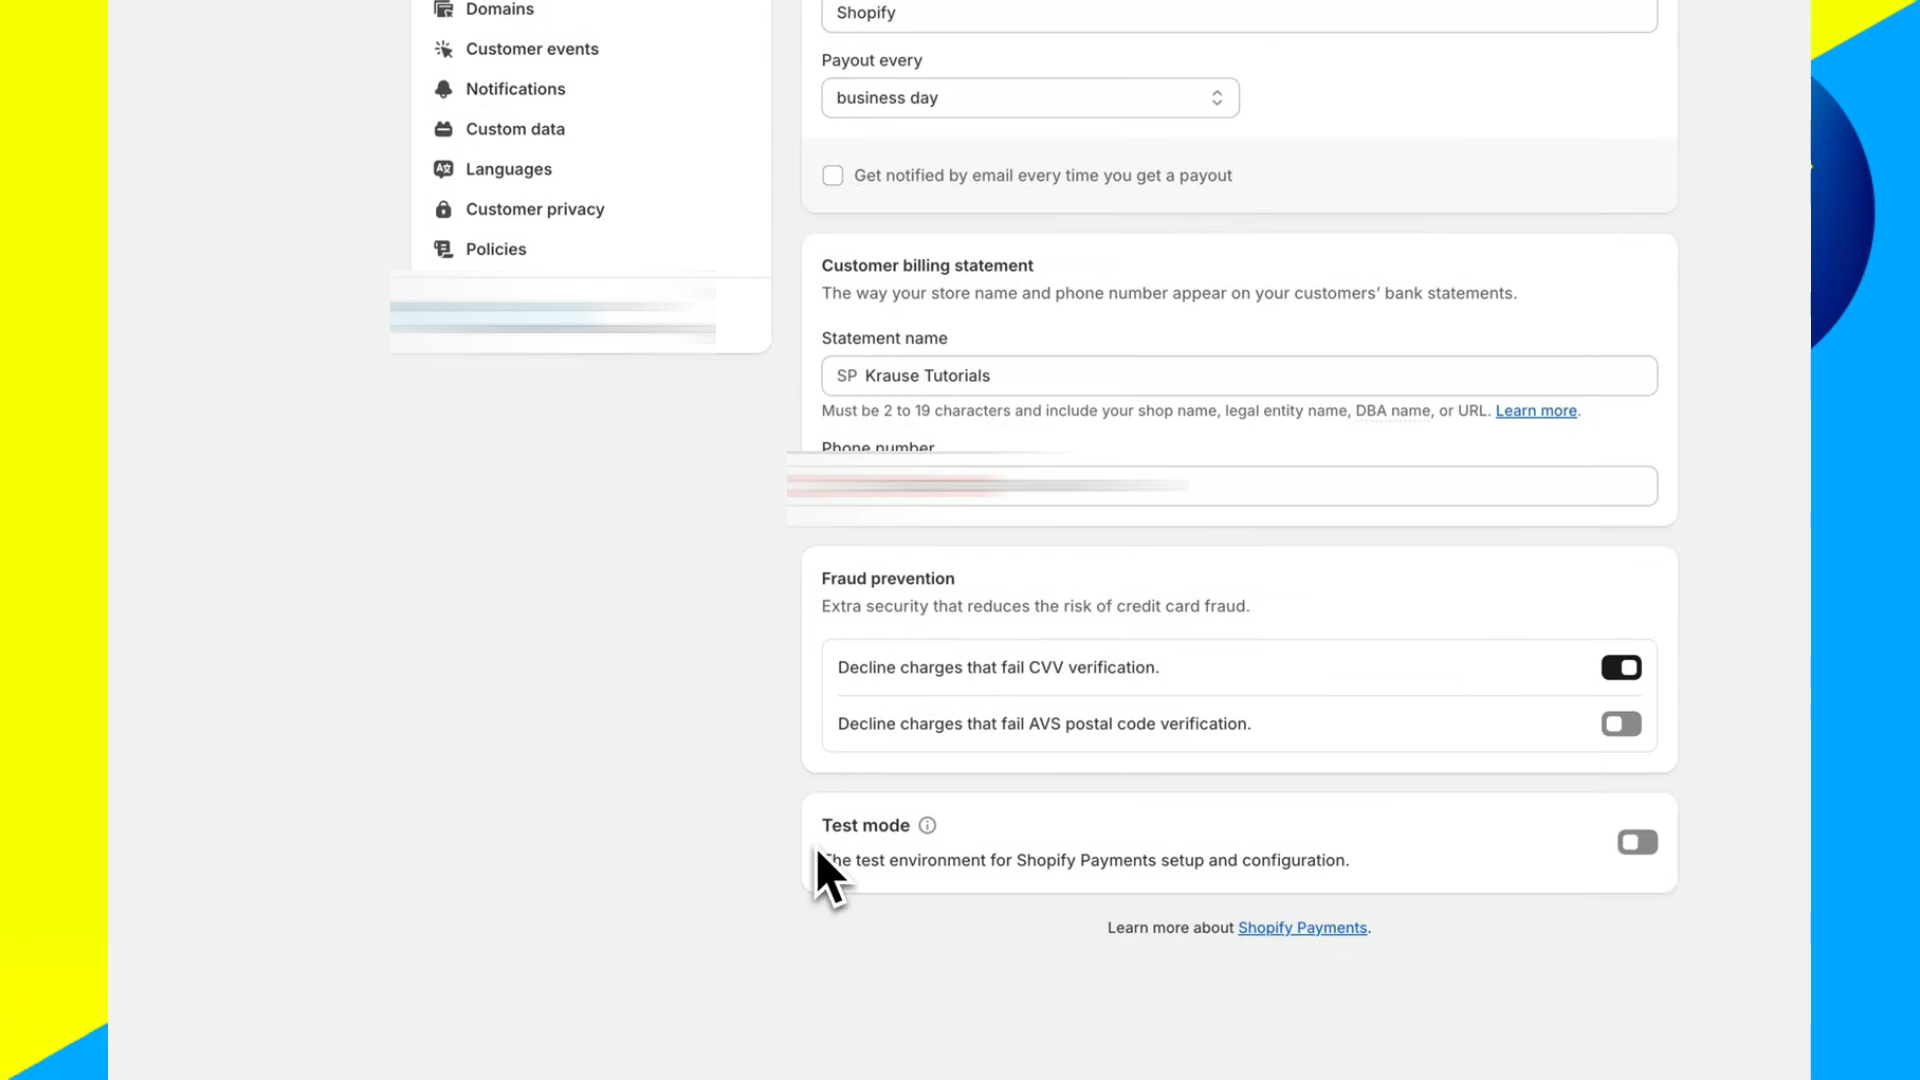 Domains
Customer events
Notifications
Custom data
Languages
Customer privacy
Policies
Shopify
Payout every
business day
Get notified by email every time you get a payout
Customer billing statement
The way your store name and phone number appear on your customers’ bank statements.
Statement name
SP Krause Tutorials
Must be 2 to 19 characters and include your shop name, legal entity name, DBA name, or URL. Learn more.
Phone number
Fraud prevention
Extra security that reduces the risk of credit card fraud.
Decline charges that fail CVV verification.
Decline charges that fail AVS postal code verification.
Test mode
The test environment for Shopify Payments setup and configuration.
Learn more about Shopify Payments.